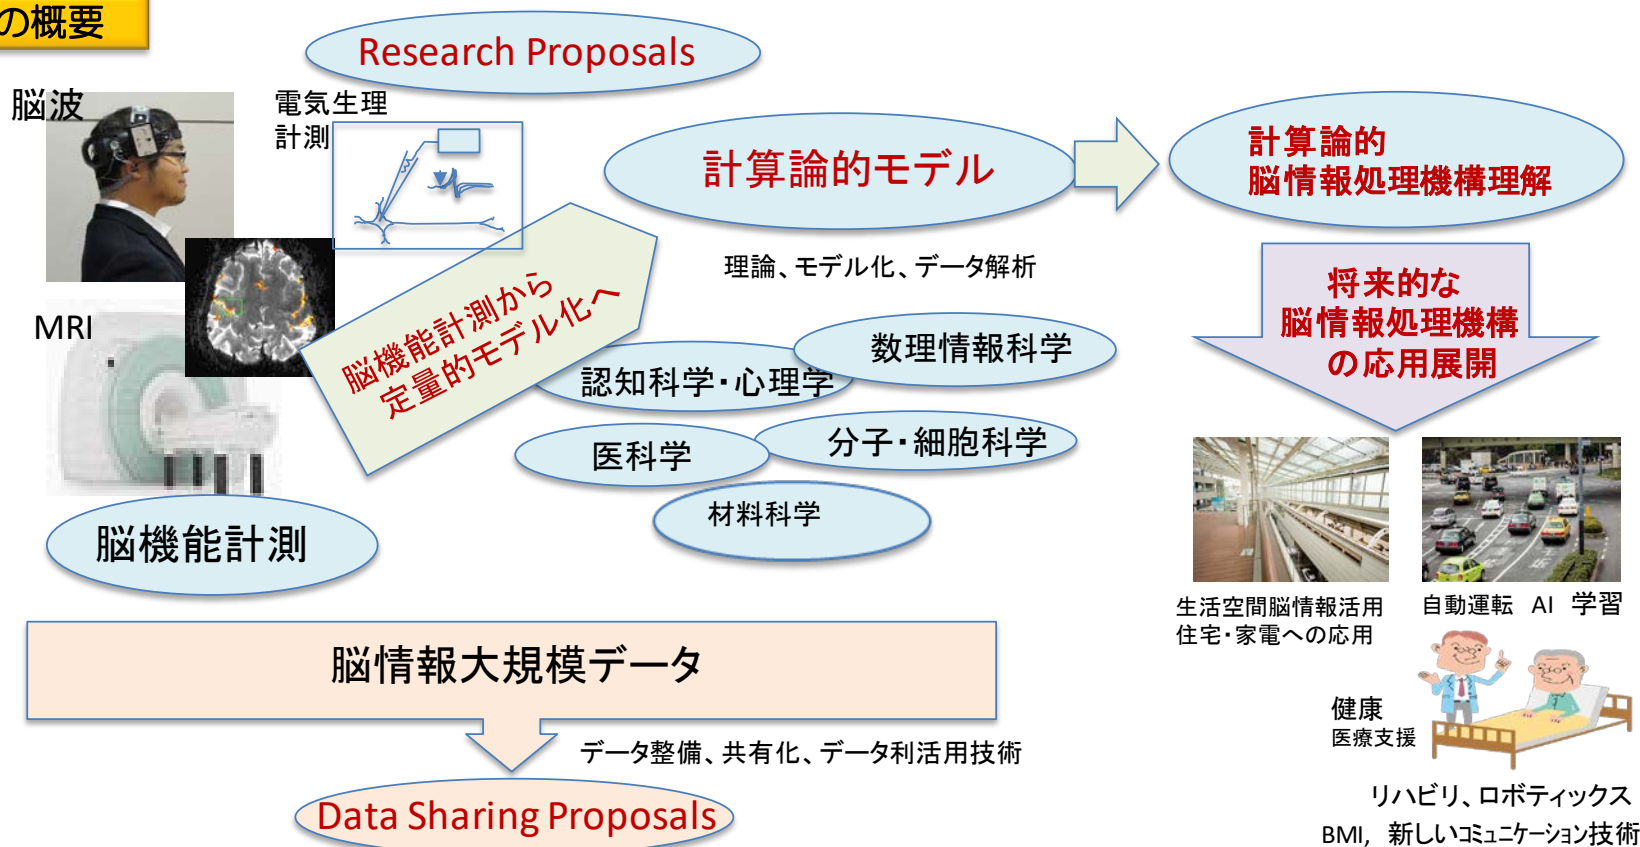 の概要
Research Proposals
脳波
電気生理
計測
計算論的モデル
計算論的
脳情報処理機構理解
理論、モデル化、データ解析
脳機能計測から
定量的モデル化へ
MRI
将来的な
脳情報処理機構
の応用展開
数理情報科学
認知科学・心理学
分子・細胞科学
医科学
材料科学
脳機能計測
生活空間脳情報活用
住宅・家電への応用
自動運転 AI 学習
脳情報大規模データ
健康
医療支援
データ整備、共有化、データ利活用技術
Data Sharing Proposals
リハビリ、ロボティックス
BMI, 新しいコミュニケーション技術